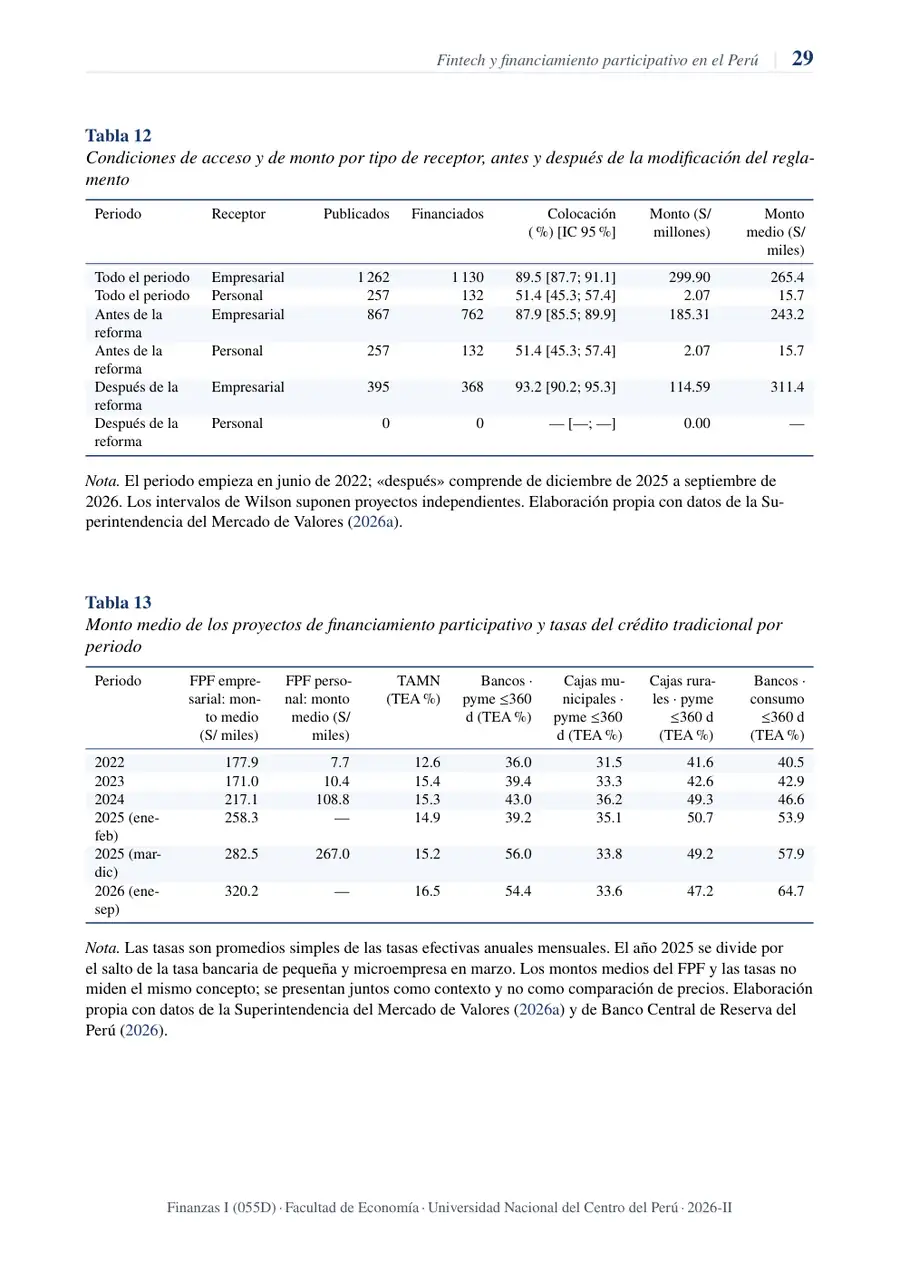 Fintech y financiamiento participativo en el Perú | 29
Tabla 12
Condiciones de acceso y de monto por tipo de receptor, antes y después de la modificación del regla-
mento
Periodo Receptor Publicados Financiados Colocación Monto (S/ Monto
( %) [IC 95 %] millones) medio (S/
miles)
Todo el periodo Empresarial 1 262 1 130 89.5 [87.7; 91.1] 299.90 265.4
Todo el periodo Personal 257 132 51.4 [45.3; 57.4] 2.07 15.7
Antes de la Empresarial 867 762 87.9 [85.5; 89.9] 185.31 243.2
reforma
Antes de la Personal 257 132 51.4 [45.3; 57.4] 2.07 15.7
reforma
Después de la Empresarial 395 368 93.2 [90.2; 95.3] 114.59 311.4
reforma
Después de la Personal 0 0 — [—; —] 0.00 —
reforma
Nota. El periodo empieza en junio de 2022; «después» comprende de diciembre de 2025 a septiembre de
2026. Los intervalos de Wilson suponen proyectos independientes. Elaboración propia con datos de la Su-
perintendencia del Mercado de Valores (2026a).
Tabla 13
Monto medio de los proyectos de financiamiento participativo y tasas del crédito tradicional por
periodo
Periodo FPF empre- FPF perso- TAMN Bancos · Cajas mu- Cajas rura- Bancos ·
sarial: mon- nal: monto (TEA %) pyme ≤360 nicipales · les · pyme consumo
to medio medio (S/ d (TEA %) pyme ≤360 ≤360 d ≤360 d
(S/ miles) miles) d (TEA %) (TEA %) (TEA %)
2022 177.9 7.7 12.6 36.0 31.5 41.6 40.5
2023 171.0 10.4 15.4 39.4 33.3 42.6 42.9
2024 217.1 108.8 15.3 43.0 36.2 49.3 46.6
2025 (ene- 258.3 — 14.9 39.2 35.1 50.7 53.9
feb)
2025 (mar- 282.5 267.0 15.2 56.0 33.8 49.2 57.9
dic)
2026 (ene- 320.2 — 16.5 54.4 33.6 47.2 64.7
sep)
Nota. Las tasas son promedios simples de las tasas efectivas anuales mensuales. El año 2025 se divide por
el salto de la tasa bancaria de pequeña y microempresa en marzo. Los montos medios del FPF y las tasas no
miden el mismo concepto; se presentan juntos como contexto y no como comparación de precios. Elaboración
propia con datos de la Superintendencia del Mercado de Valores (2026a) y de Banco Central de Reserva del
Perú (2026).
Finanzas I (055D) · Facultad de Economía · Universidad Nacional del Centro del Perú · 2026-II